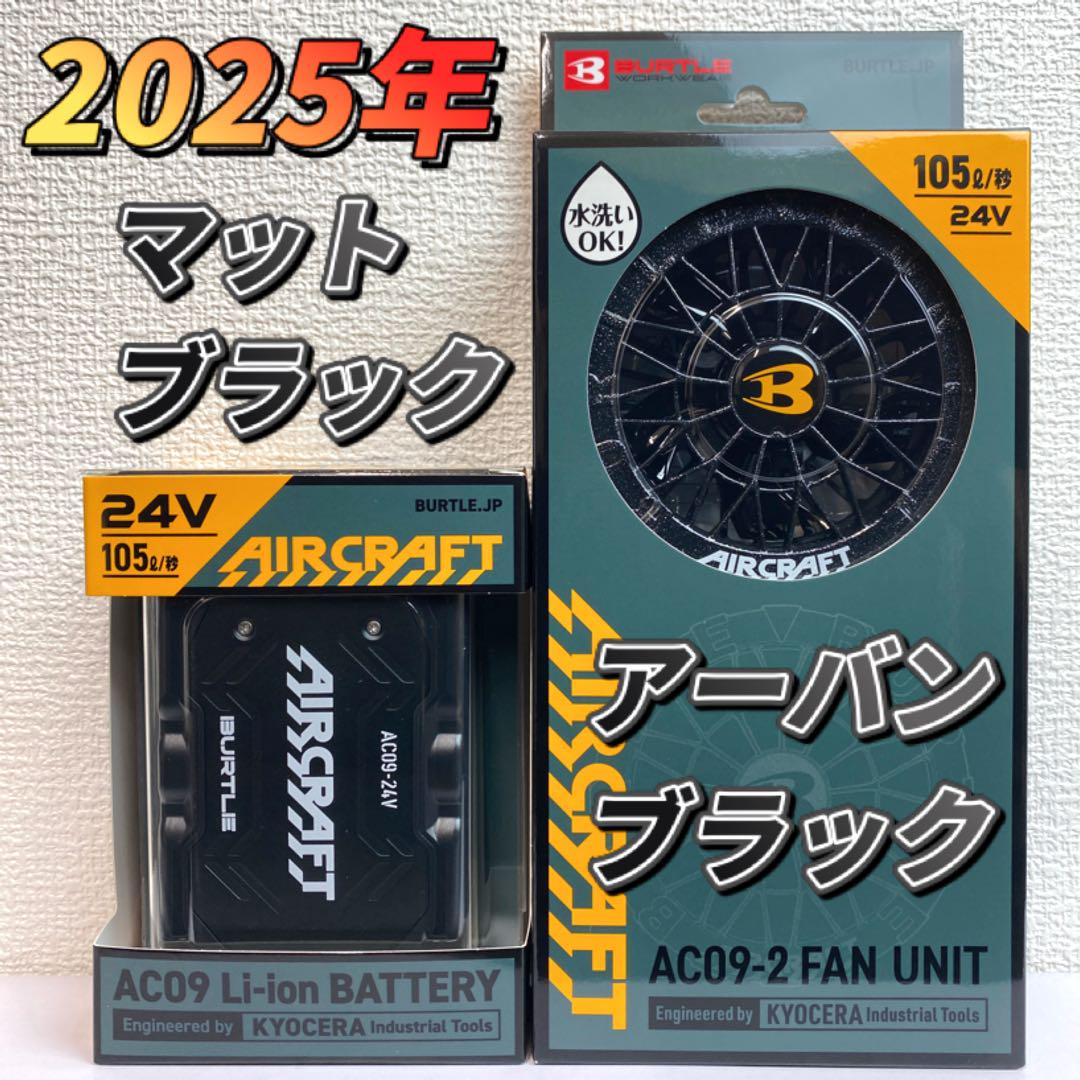 2025年
マット
ブラック
BURTLE
WORKWEAR
BURTLE.JP
水洗い
OK!
105ℓ/秒
24V
B
AIRCRAFT
アーバン
ブラック
AIRCRAFT
AC09-2 FAN UNIT
Engineered by KYOCERA Industrial Tools
24V
105ℓ/秒
BURTLE.JP
AIRCRAFT
AC09-24V
AIRCRAFT
BURTLE
AC09 Li-ion BATTERY
Engineered by KYOCERA Industrial Tools